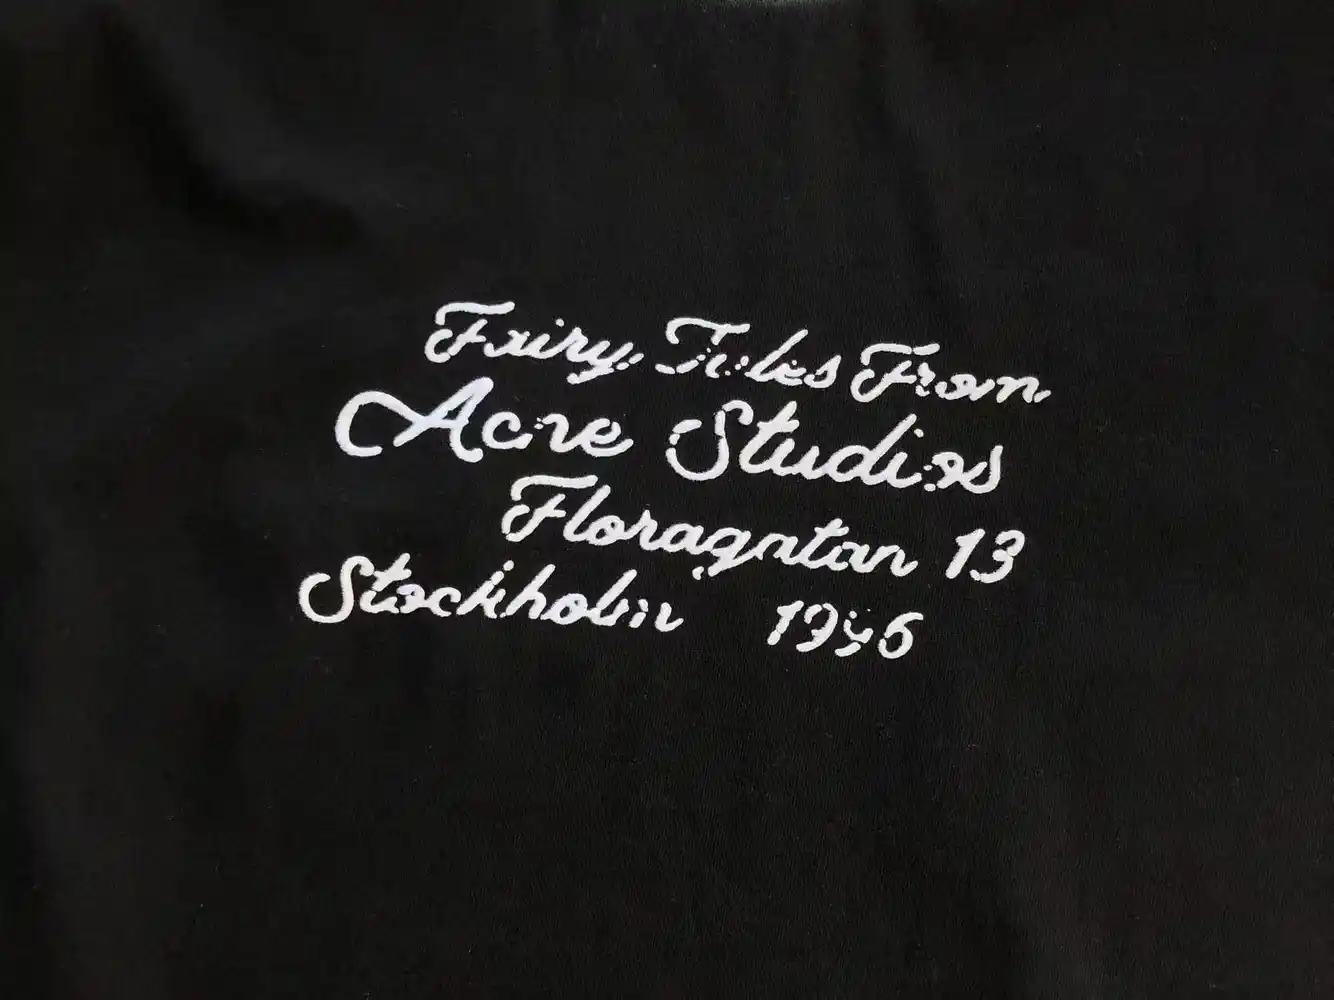 Fairy Tales From
Acne Studios
Floragatan 13
Stockholm 1996